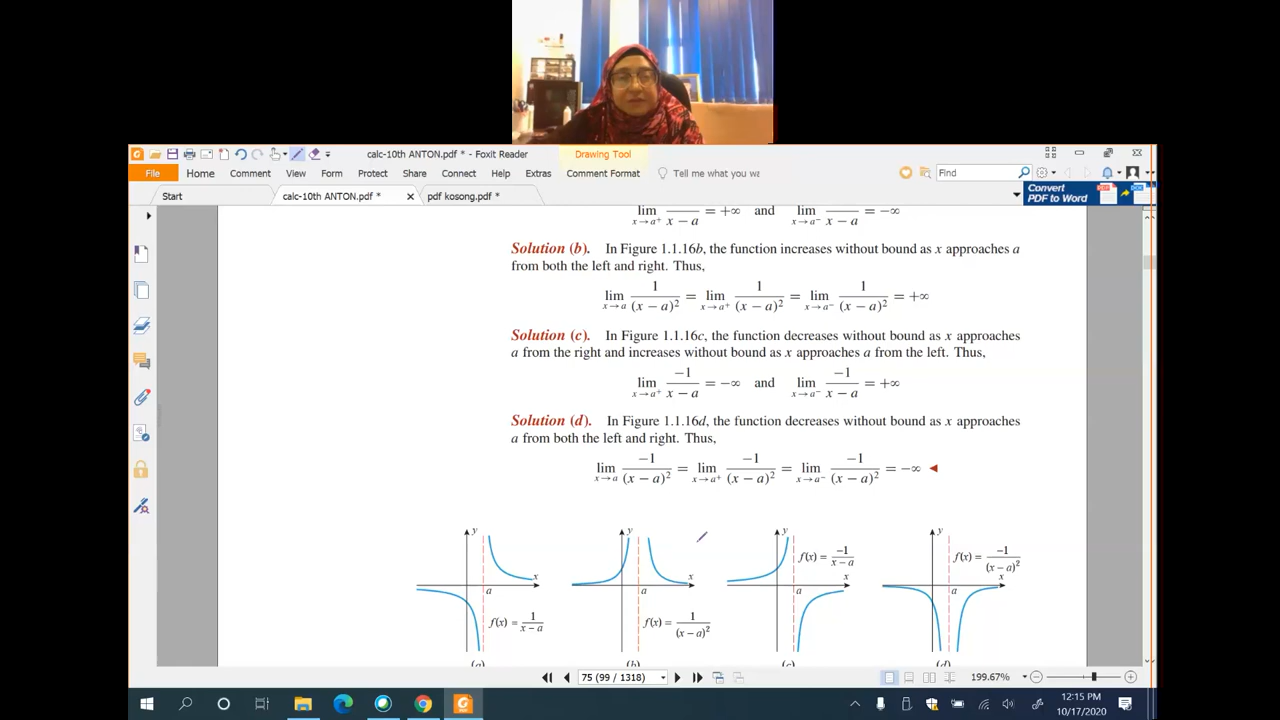 calc-10th ANTON.pdf * - Foxit Reader
Drawing Tool
File Home Comment View Form Protect Share Connect Help Extras Comment Format Tell me what you wa Find
Start calc-10th ANTON.pdf * pdf kosong.pdf *
Convert
PDF to Word
lim x→a⁺ x − a = +∞ and lim x→a⁻ x − a = −∞
Solution (b). In Figure 1.1.16b, the function increases without bound as x approaches a
from both the left and right. Thus,
lim x→a 1/(x − a)² = lim x→a⁺ 1/(x − a)² = lim x→a⁻ 1/(x − a)² = +∞
Solution (c). In Figure 1.1.16c, the function decreases without bound as x approaches
a from the right and increases without bound as x approaches a from the left. Thus,
lim x→a⁺ −1/(x − a) = −∞ and lim x→a⁻ −1/(x − a) = +∞
Solution (d). In Figure 1.1.16d, the function decreases without bound as x approaches
a from both the left and right. Thus,
lim x→a −1/(x − a)² = lim x→a⁺ −1/(x − a)² = lim x→a⁻ −1/(x − a)² = −∞
y x a f(x) = 1/(x − a)
y x a f(x) = 1/(x − a)²
y x a f(x) = −1/(x − a)
y x a f(x) = −1/(x − a)²
(a) (b) (c) (d)
75 (99 / 1318) 199.67%
12:15 PM
10/17/2020